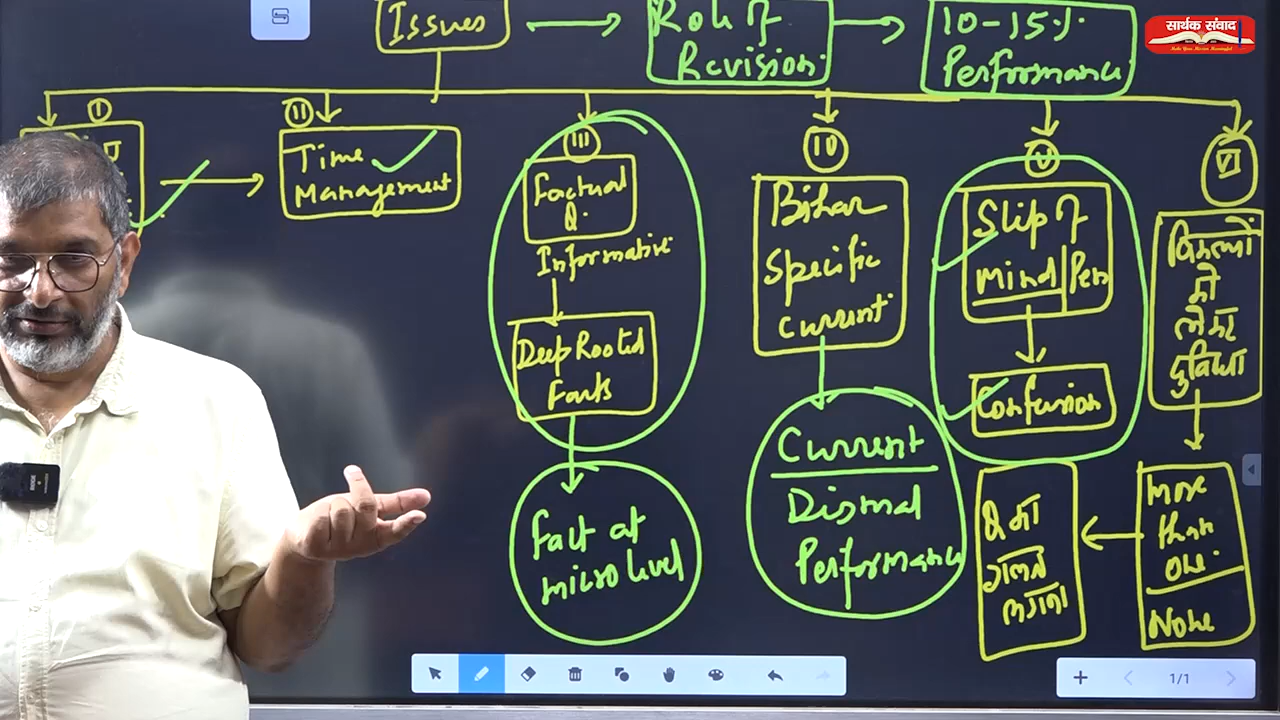 Issues
Role of
Revision
10-15%
Performance
सार्थक संवाद
I
II
Time
Management
III
Factual
Q.
Informative
Deep Rooted
Facts
Fact at
micro level
IV
Bihar
Specific
Current
Current
Dismal
Performance
V
Slip of
Mind/Pen
Confusion
VI
विकल्पों
को
लेकर
दुविधा
More
than
one.
None
Q का
गलत
लगना
1/1